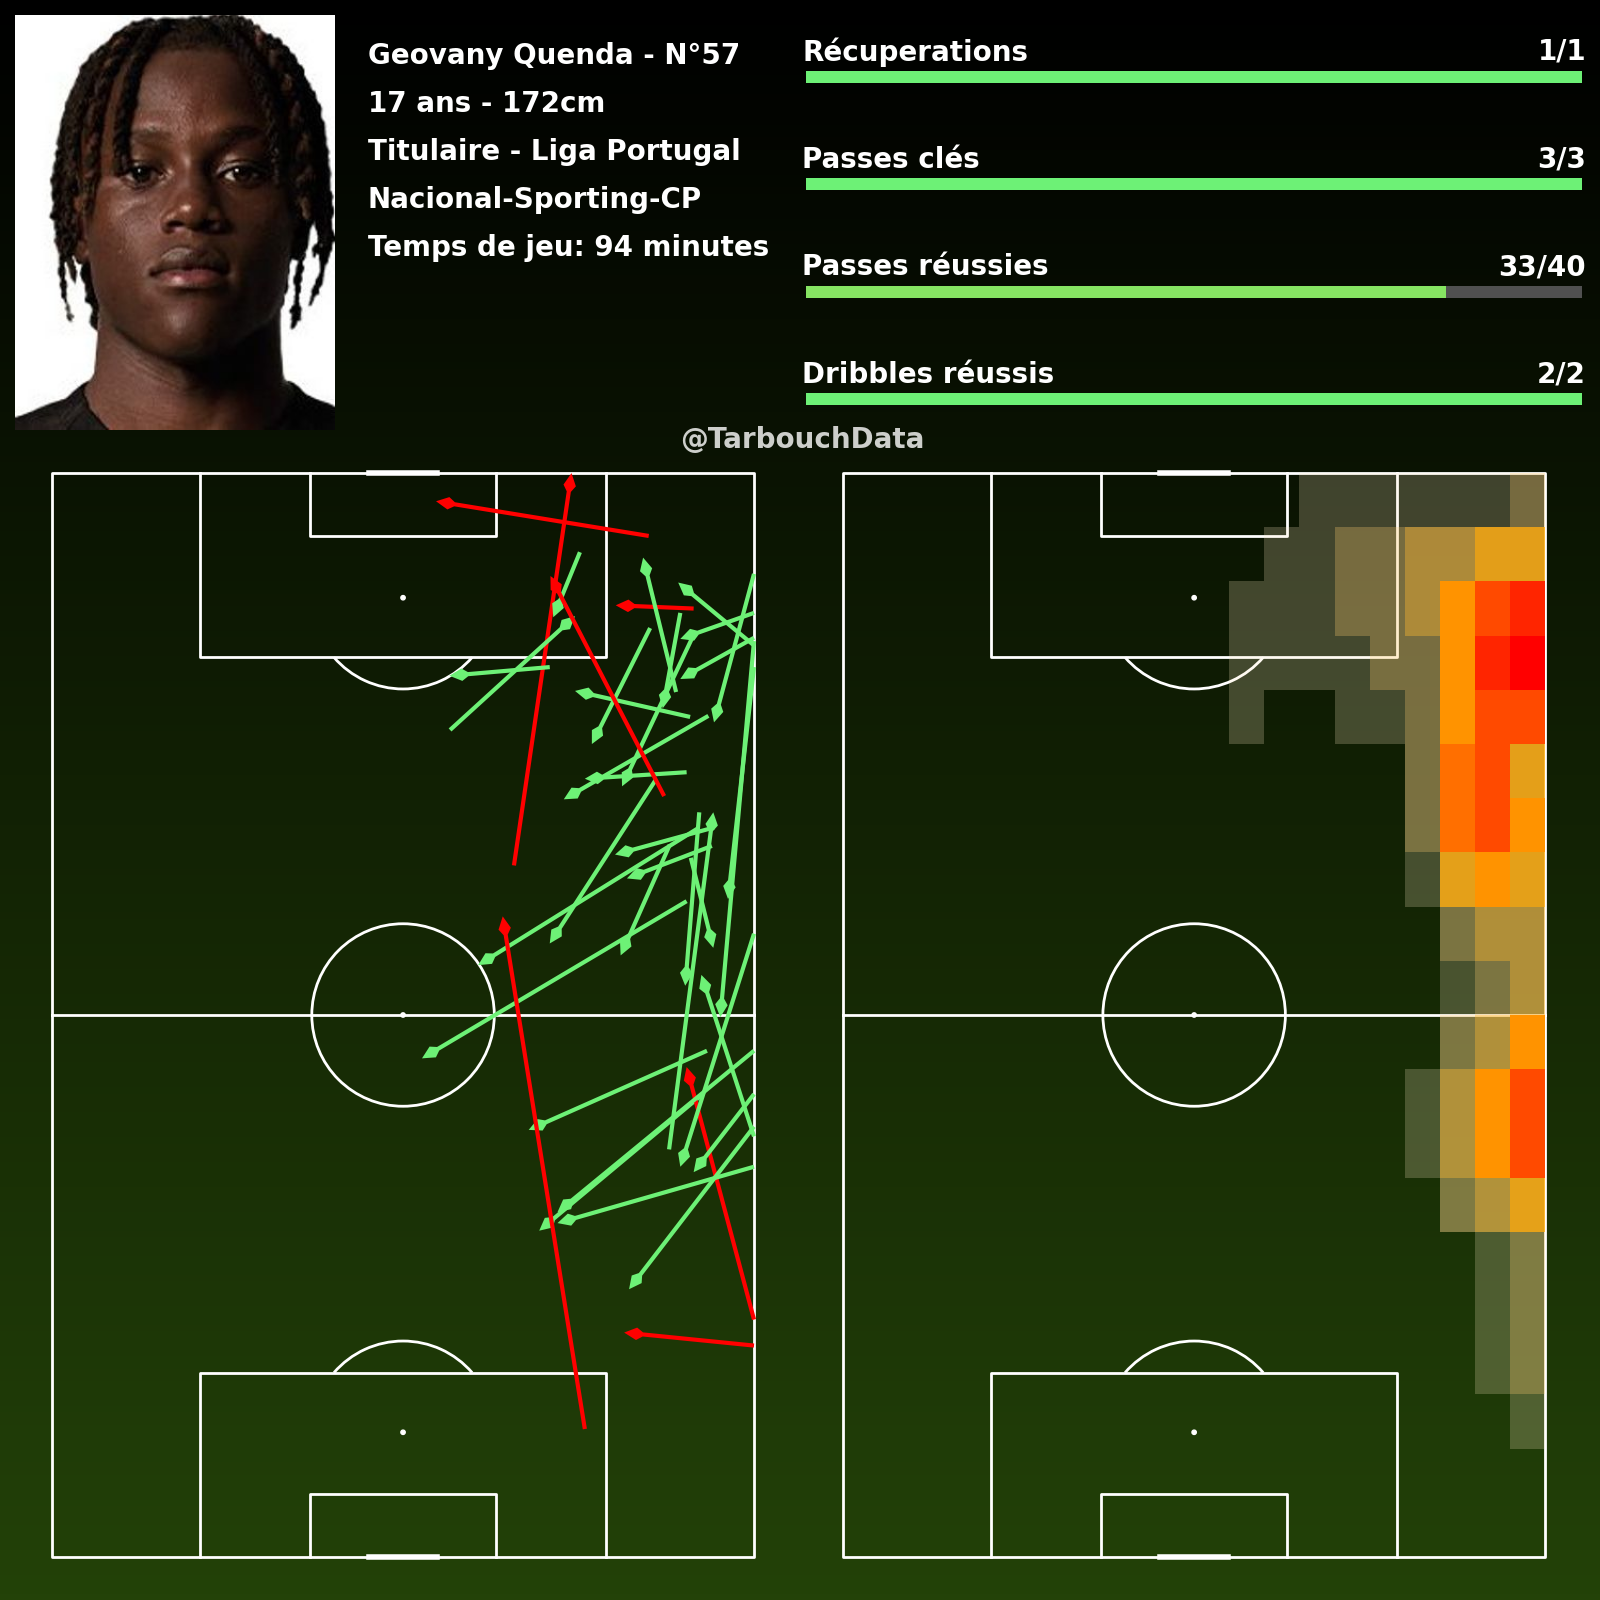 Geovany Quenda - N°57
17 ans - 172cm
Titulaire - Liga Portugal
Nacional-Sporting-CP
Temps de jeu: 94 minutes
Récuperations 1/1
Passes clés 3/3
Passes réussies 33/40
Dribbles réussis 2/2
@TarbouchData